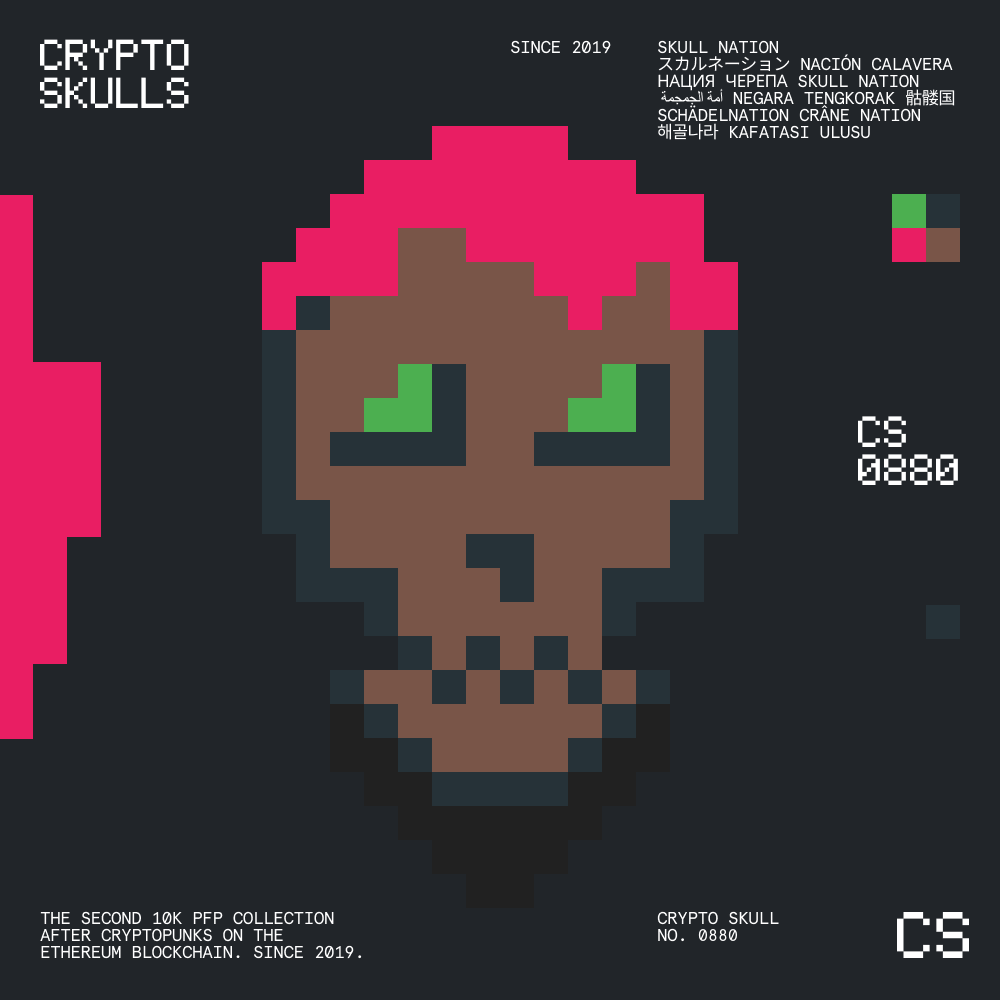 CRYPTO
SKULLS
SINCE 2019
SKULL NATION
スカルネーション NACIÓN CALAVERA
НАЦИЯ ЧЕРЕПА SKULL NATION
أمة الجمجمة NEGARA TENGKORAK 骷髏国
SCHÄDELNATION CRÂNE NATION
해골나라 KAFATASI ULUSU
CS
0880
THE SECOND 10K PFP COLLECTION
AFTER CRYPTOPUNKS ON THE
ETHEREUM BLOCKCHAIN. SINCE 2019.
CRYPTO SKULL
NO. 0880
CS